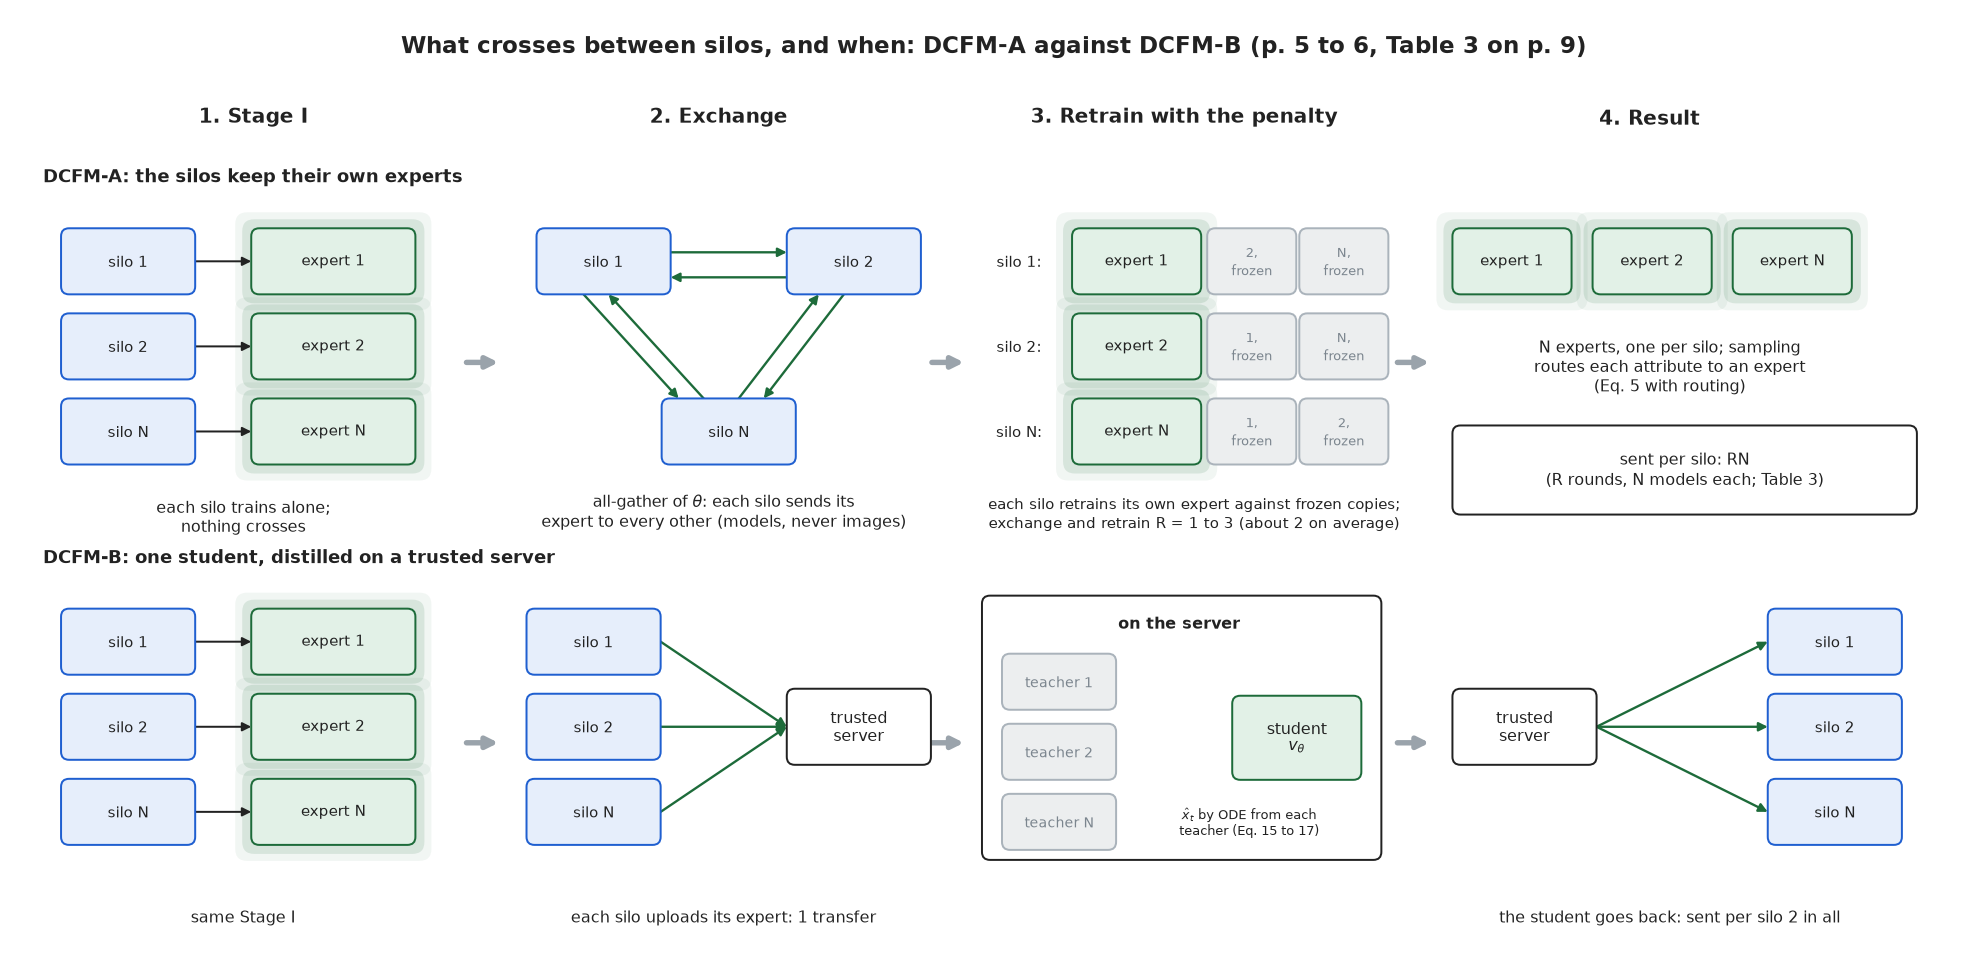 What crosses between silos, and when: DCFM-A against DCFM-B (p. 5 to 6, Table 3 on p. 9)
1. Stage I
2. Exchange
3. Retrain with the penalty
4. Result
DCFM-A: the silos keep their own experts
silo 1
expert 1
silo 2
expert 2
silo N
expert N
each silo trains alone;
nothing crosses
silo 1
silo 2
silo N
all-gather of θ: each silo sends its
expert to every other (models, never images)
silo 1:
expert 1
2,
frozen
N,
frozen
silo 2:
expert 2
1,
frozen
N,
frozen
silo N:
expert N
1,
frozen
2,
frozen
each silo retrains its own expert against frozen copies;
exchange and retrain R = 1 to 3 (about 2 on average)
expert 1
expert 2
expert N
N experts, one per silo; sampling
routes each attribute to an expert
(Eq. 5 with routing)
sent per silo: RN
(R rounds, N models each; Table 3)
DCFM-B: one student, distilled on a trusted server
silo 1
expert 1
silo 2
expert 2
silo N
expert N
same Stage I
silo 1
silo 2
silo N
trusted
server
each silo uploads its expert: 1 transfer
on the server
teacher 1
teacher 2
teacher N
student
v_θ
x̂_t by ODE from each
teacher (Eq. 15 to 17)
trusted
server
silo 1
silo 2
silo N
the student goes back: sent per silo 2 in all